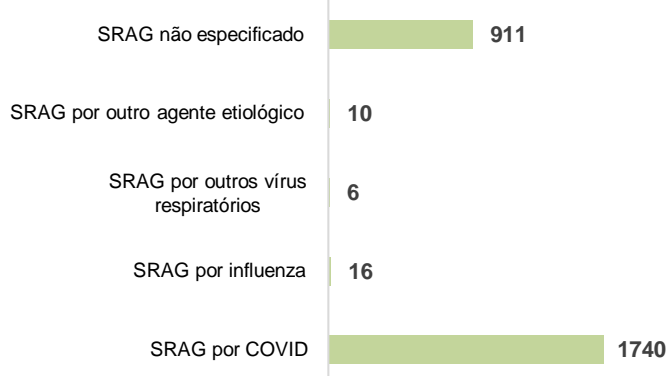 SRAG não especificado 911
SRAG por outro agente etiológico 10
SRAG por outros vírus
respiratórios 6
SRAG por influenza 16
SRAG por COVID 1740